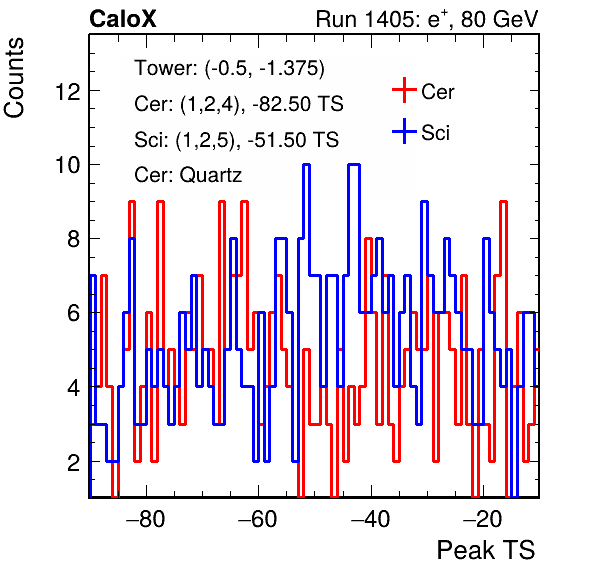 CaloX
Run 1405: e+, 80 GeV
Counts
Tower: (-0.5, -1.375)
Cer: (1,2,4), -82.50 TS
Sci: (1,2,5), -51.50 TS
Cer: Quartz
Cer
Sci
12
10
8
6
4
2
−80
−60
−40
−20
Peak TS